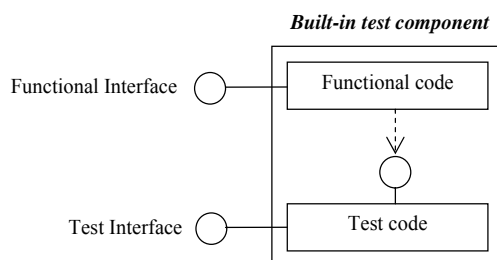 Built-in test component
Functional Interface
Functional code
Test Interface
Test code